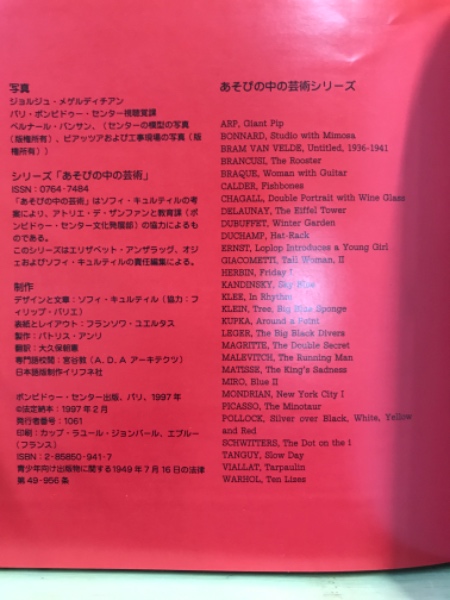 写真
ジョルジュ・メゲルディチアン
パリ・ポンピドゥー・センター視聴覚課
ベルナール・バンサン、(センターの模型の写真
(版権所有)、ピアッツアおよび工事現場の写真(版
権所有))
シリーズ「あそびの中の芸術」
ISSN:0764-7484
「あそびの中の芸術」はソフィ・キュルティルの考
案により、アトリエ・デ・ザンファンと教育課(ポ
ンピドゥー・センター文化発展部)の協力によるも
のである。
このシリーズはエリザベット・アンザラッグ、オジ
ェおよびソフィ・キュルティルの責任編集による。
制作
デザインと文章:ソフィ・キュルティル(協力:フ
ィリップ・バリエ)
表紙とレイアウト:フランソワ・ユエルタス
製作:パトリス・アンリ
翻訳:大久保朝憲
専門語校閲:宮谷敦(A.D.A アーキテクツ)
日本語版制作イリフネ社
ポンピドゥー・センター出版、パリ、1997年
©法定納本:1997年2月
発行者番号:1061
印刷:カップ・ラユール・ジョンバール、エブルー
(フランス)
ISBN:2-85850-941-7
青少年向け出版物に関する1949年7月16日の法律
第49-956条
あそびの中の芸術シリーズ
ARP, Giant Pip
BONNARD, Studio with Mimosa
BRAM VAN VELDE, Untitled, 1936-1941
BRANCUSI, The Rooster
BRAQUE, Woman with Guitar
CALDER, Fishbones
CHAGALL, Double Portrait with Wine Glass
DELAUNAY, The Eiffel Tower
DUBUFFET, Winter Garden
DUCHAMP, Hat-Rack
ERNST, Loplop Introduces a Young Girl
GIACOMETTI, Tall Woman, II
HERBIN, Friday I
KANDINSKY, Sky Blue
KLEE, In Rhythm
KLEIN, Tree, Big Blue Sponge
KUPKA, Around a Point
LEGER, The Big Black Divers
MAGRITTE, The Double Secret
MALEVITCH, The Running Man
MATISSE, The King's Sadness
MIRO, Blue II
MONDRIAN, New York City I
PICASSO, The Minotaur
POLLOCK, Silver over Black, White, Yellow
and Red
SCHWITTERS, The Dot on the i
TANGUY, Slow Day
VIALLAT, Tarpaulin
WARHOL, Ten Lizes